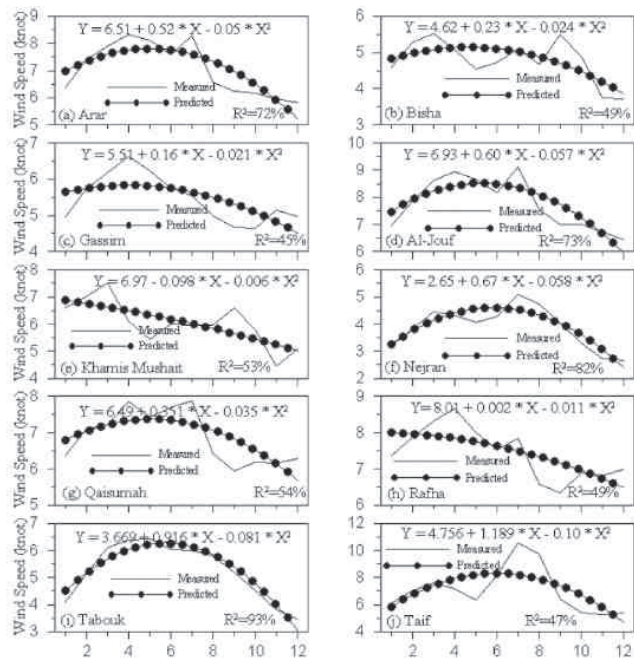 Wind Speed (knot)
9
8
7
6
5
Y = 6.51 + 0.52 * X - 0.05 * X²
Measured
Predicted
(a) Arar
R²=72%
6
5
4
3
Y = 4.62 + 0.23 * X - 0.024 * X²
Measured
Predicted
(b) Bisha
R²=49%
Wind Speed (knot)
7
6
5
4
Y = 5.51 + 0.16 * X - 0.021 * X²
Measured
Predicted
(c) Gassim
R²=45%
10
9
8
7
6
Y = 6.93 + 0.60 * X - 0.057 * X²
Measured
Predicted
(d) Al-Jouf
R²=73%
Wind Speed (knot)
8
7
6
5
4
Y = 6.97 - 0.098 * X - 0.006 * X²
Measured
Predicted
(e) Khamis Mushait
R²=53%
7
6
5
4
3
2
Y = 2.65 + 0.67 * X - 0.058 * X²
Measured
Predicted
(f) Nejran
R²=82%
Wind Speed (knot)
8
7
6
5
Y = 6.49 + 0.351 * X - 0.035 * X²
Measured
Predicted
(g) Qaisumah
R²=54%
9
8
7
6
Y = 8.01 + 0.002 * X - 0.011 * X²
Measured
Predicted
(h) Rafha
R²=49%
Wind Speed (knot)
7
6
5
4
3
Y = 3.669 + 0.916 * X - 0.081 * X²
Measured
Predicted
(i) Tabouk
R²=93%
2 4 6 8 10 12
12
10
8
6
4
Y = 4.756 + 1.189 * X - 0.10 * X²
Measured
Predicted
(j) Taif
R²=47%
2 4 6 8 10 12